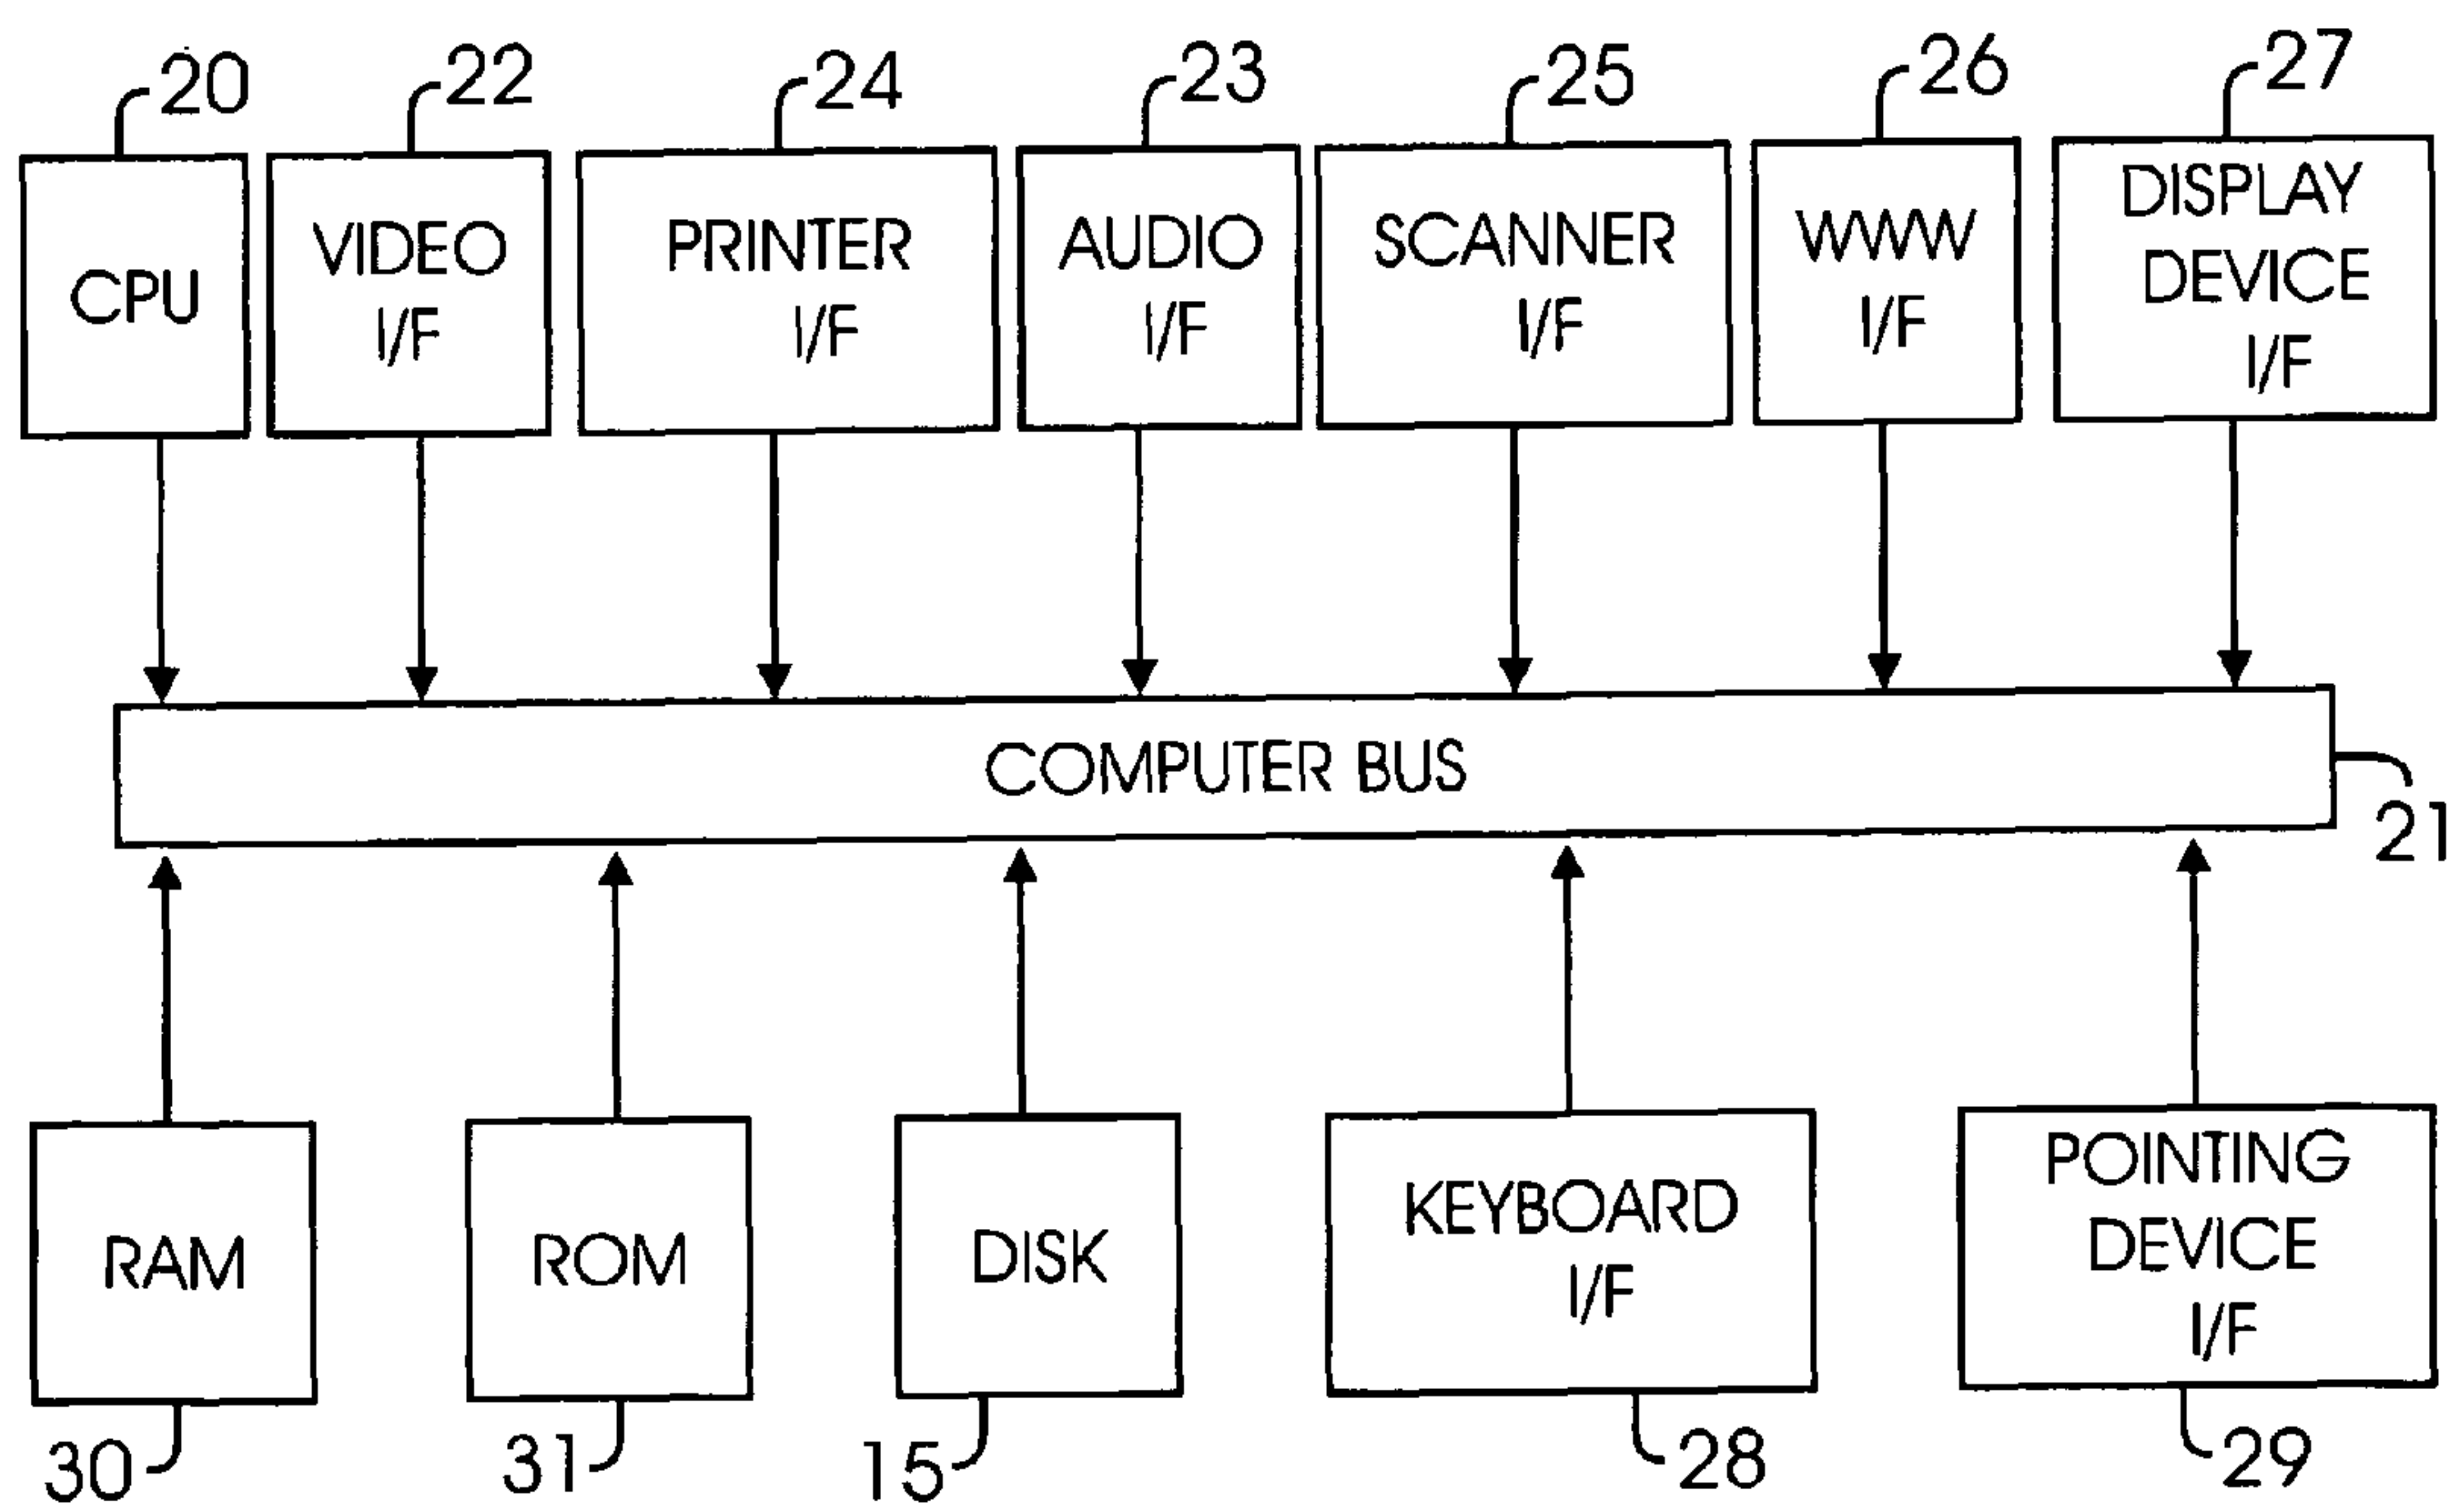 20
22
24
23
25
26
27
CPU
VIDEO
I/F
PRINTER
I/F
AUDIO
I/F
SCANNER
I/F
WWW
I/F
DISPLAY
DEVICE
I/F
COMPUTER BUS
21
RAM
ROM
DISK
KEYBOARD
I/F
POINTING
DEVICE
I/F
30
31
15
28
29